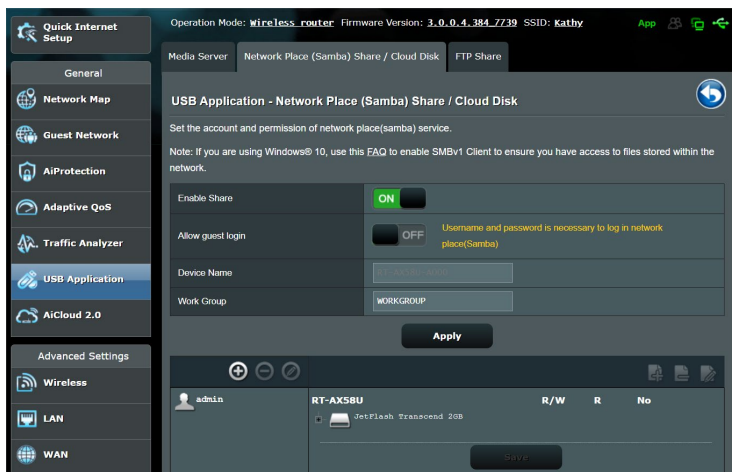 Quick Internet
Setup
Operation Mode: Wireless router Firmware Version: 3.0.0.4.384_7739 SSID: Kathy
App
Media Server
Network Place (Samba) Share / Cloud Disk
FTP Share
General
Network Map
Guest Network
AiProtection
Adaptive QoS
Traffic Analyzer
USB Application
AiCloud 2.0
Advanced Settings
Wireless
LAN
WAN
USB Application - Network Place (Samba) Share / Cloud Disk
Set the account and permission of network place(samba) service.
Note: If you are using Windows® 10, use this FAQ to enable SMBv1 Client to ensure you have access to files stored within the
network.
Enable Share
ON
Allow guest login
OFF
Username and password is necessary to log in network
place(Samba)
Device Name
Work Group
WORKGROUP
Apply
admin
RT-AX58U
R/W
R
No
JetFlash Transcend 2GB
Save